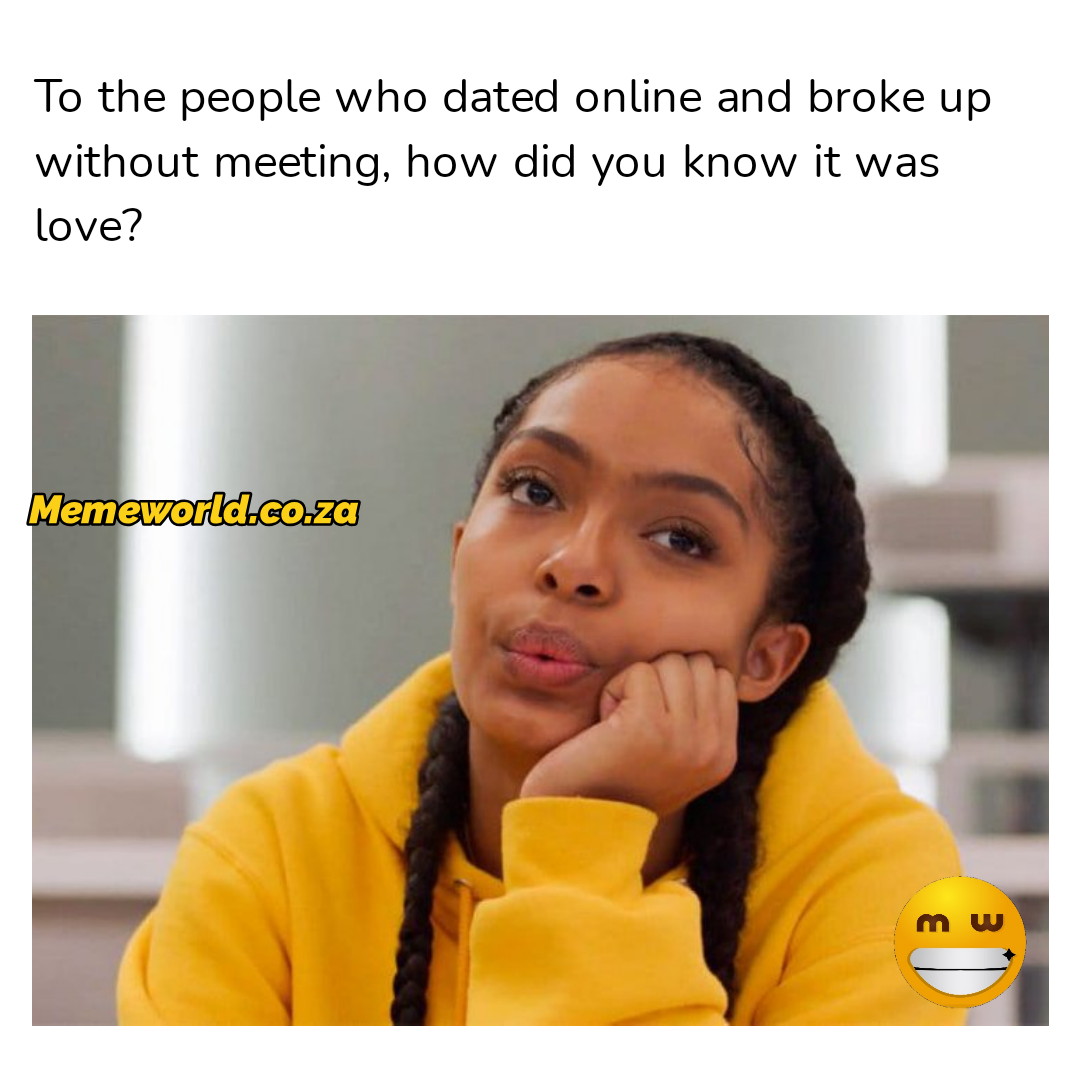 To the people who dated online and broke up
without meeting, how did you know it was
love?
Memeworld.co.za
m w